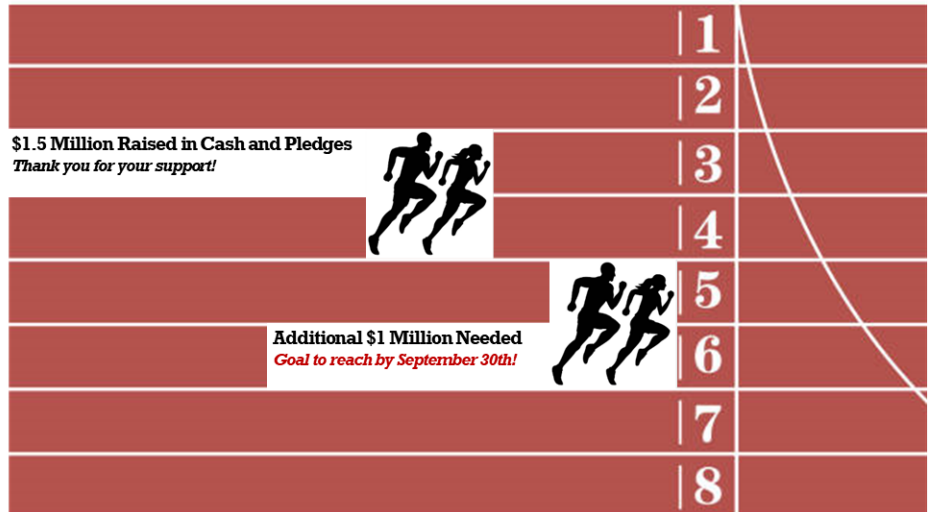 1
2
$1.5 Million Raised in Cash and Pledges
Thank you for your support!
3
4
5
Additional $1 Million Needed
Goal to reach by September 30th!
6
7
8